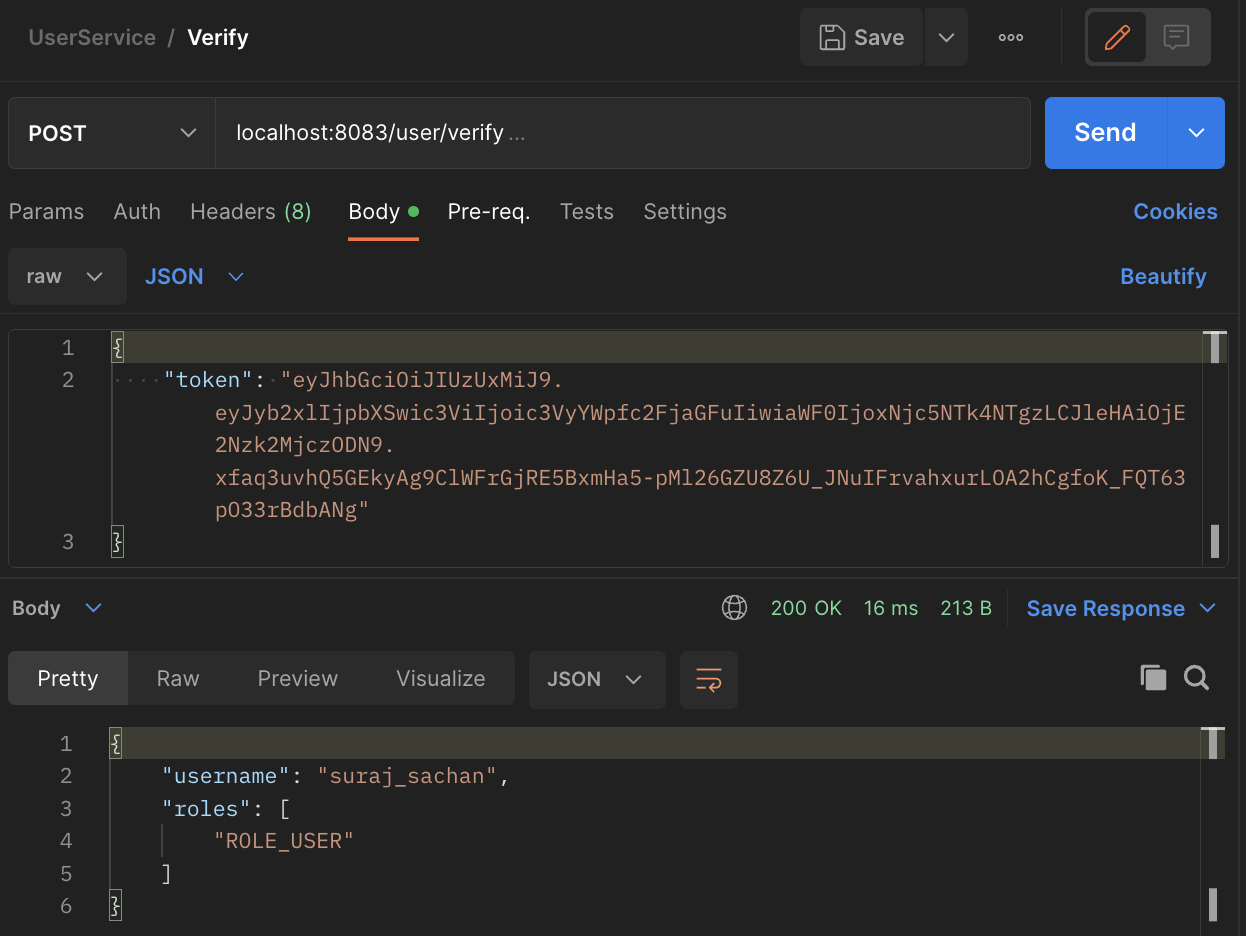 UserService / Verify
Save
POST
localhost:8083/user/verify ...
Send
Params Auth Headers (8) Body Pre-req. Tests Settings Cookies
raw JSON Beautify
1 {
2 "token": "eyJhbGciOiJIUzUxMiJ9.
eyJyb2xlIjpbXSwic3ViIjoic3VyYWpfc2FjaGFuIiwiaWF0IjoxNjc5NTk4NTgzLCJleHAiOjE
2Nzk2MjczODN9.
xfaq3uvhQ5GEkyAg9ClWFrGjRE5BxmHa5-pMl26GZU8Z6U_JNuIFrvahxurLOA2hCgfoK_FQT63
pO33rBdbANg"
3 }
Body 200 OK 16 ms 213 B Save Response
Pretty Raw Preview Visualize JSON
1 {
2 "username": "suraj_sachan",
3 "roles": [
4 "ROLE_USER"
5 ]
6 }